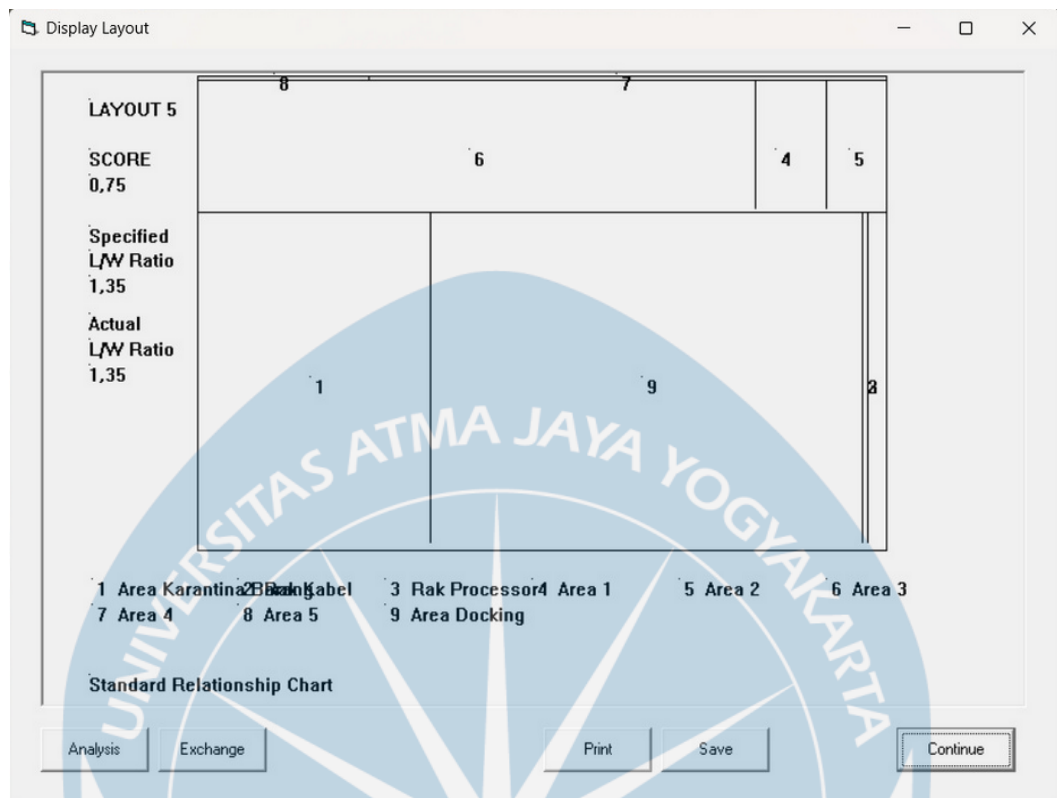 Display Layout
8 7
LAYOUT 5
SCORE
0,75
6 4 5
Specified
L/W Ratio
1,35
Actual
L/W Ratio
1,35
1 9
1 Area Karantina 2 Rak Kabel 3 Rak Processor 4 Area 1 5 Area 2 6 Area 3
7 Area 4 8 Area 5 9 Area Docking
Standard Relationship Chart
Analysis Exchange Print Save Continue
UNIVERSITAS ATMA JAYA YOGYAKARTA